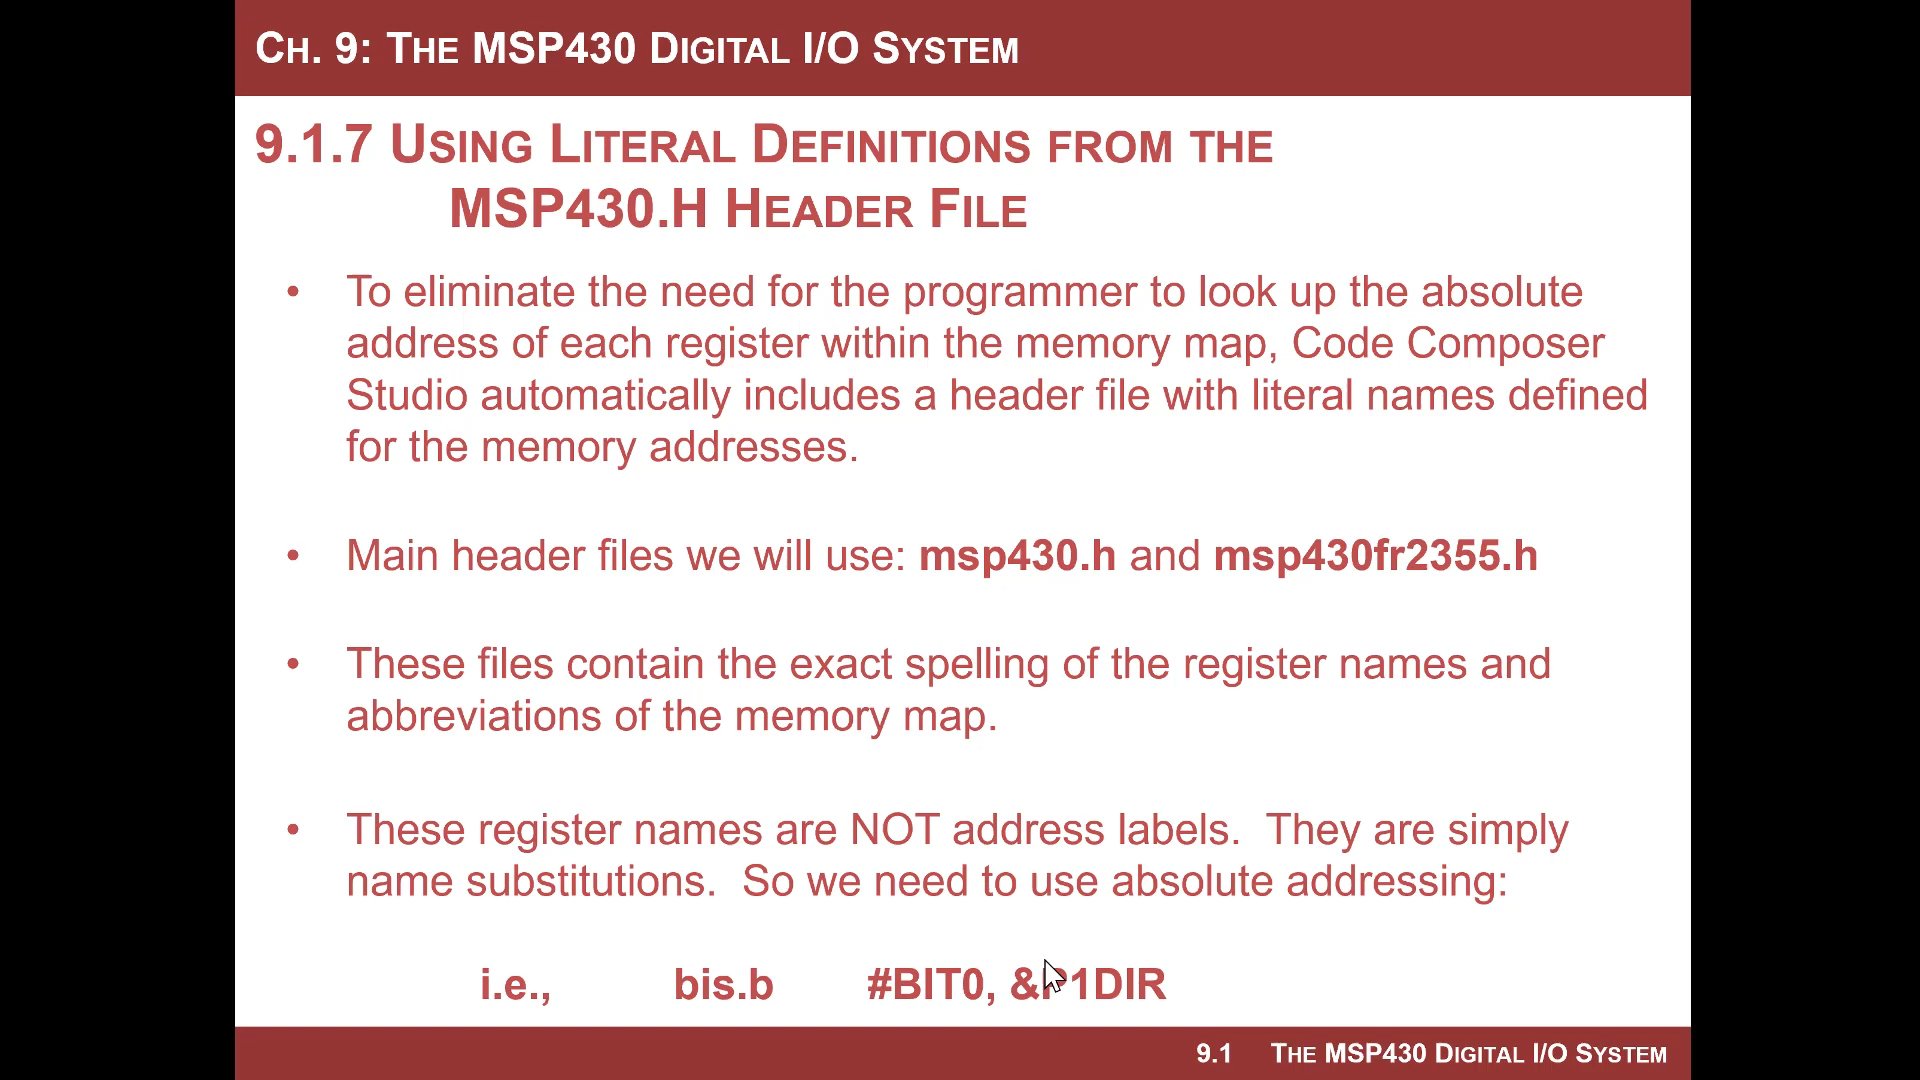 CH. 9: THE MSP430 DIGITAL I/O SYSTEM
9.1.7 USING LITERAL DEFINITIONS FROM THE
MSP430.H HEADER FILE
• To eliminate the need for the programmer to look up the absolute
address of each register within the memory map, Code Composer
Studio automatically includes a header file with literal names defined
for the memory addresses.
• Main header files we will use: msp430.h and msp430fr2355.h
• These files contain the exact spelling of the register names and
abbreviations of the memory map.
• These register names are NOT address labels. They are simply
name substitutions. So we need to use absolute addressing:
i.e., bis.b #BIT0, &P1DIR
9.1 THE MSP430 DIGITAL I/O SYSTEM